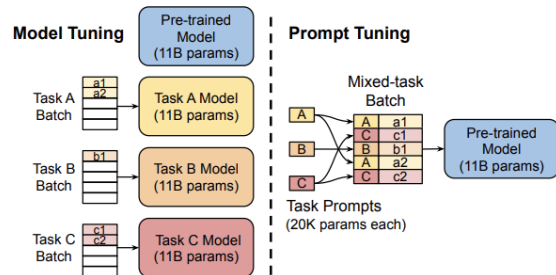 Model Tuning
Pre-trained
Model
(11B params)
Task A
Batch
a1
a2
Task A Model
(11B params)
Task B
Batch
b1
Task B Model
(11B params)
Task C
Batch
c1
c2
Task C Model
(11B params)
Prompt Tuning
Mixed-task
Batch
A
B
C
A a1
C c1
B b1
A a2
C c2
Task Prompts
(20K params each)
Pre-trained
Model
(11B params)